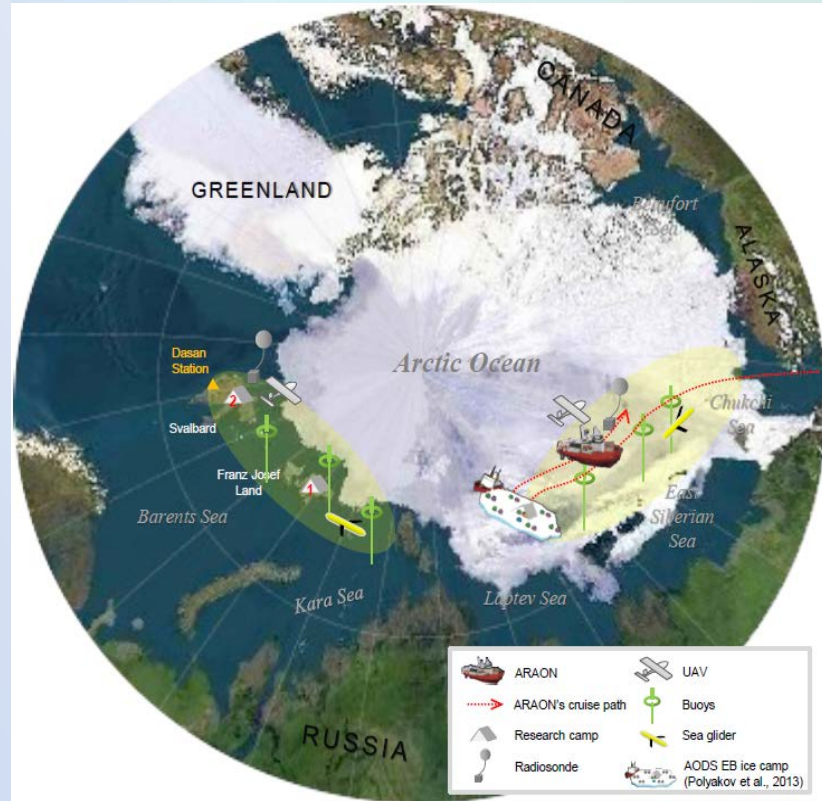 CANADA
GREENLAND
Beaufort
Sea
ALASKA
Arctic Ocean
Dasan
Station
2
Svalbard
Chukchi
Sea
Franz Josef
Land
1
East
Siberian
Sea
Barents Sea
Kara Sea
Laptev Sea
RUSSIA
ARAON
UAV
ARAON's cruise path
Buoys
Research camp
Sea glider
Radiosonde
AODS EB ice camp
(Polyakov et al., 2013)